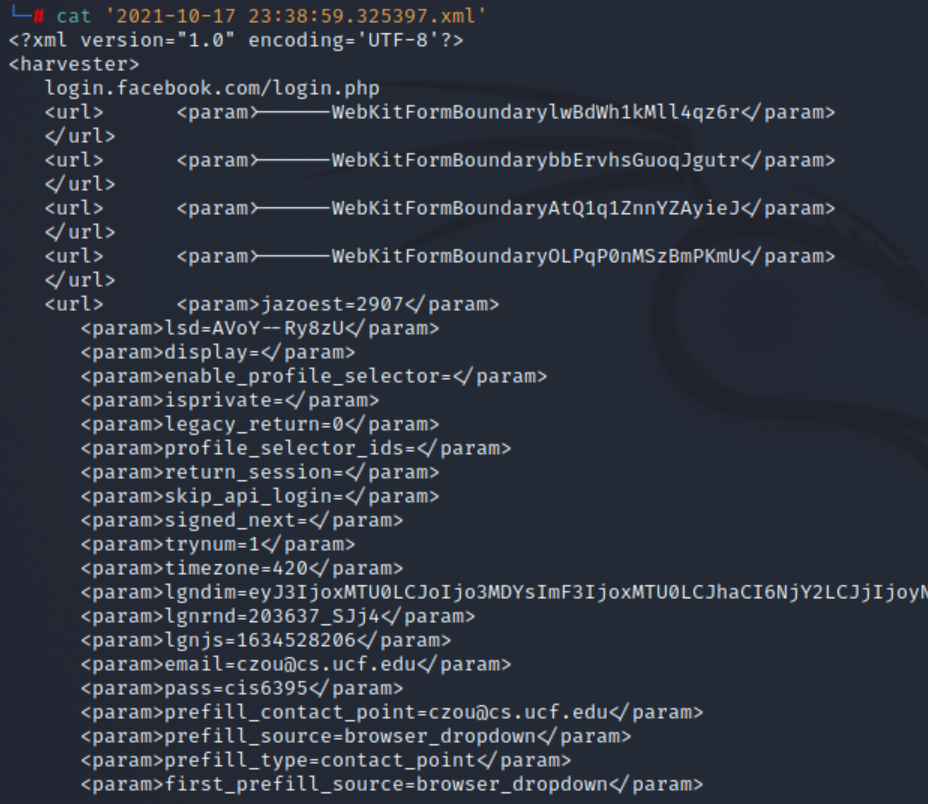 └─# cat '2021-10-17 23:38:59.325397.xml'
<?xml version="1.0" encoding='UTF-8'?>
<harvester>
   login.facebook.com/login.php
   <url>      <param>——————WebKitFormBoundarylwBdWh1kMll4qz6r</param>
   </url>
   <url>      <param>——————WebKitFormBoundarybbErvhsGuoqJgutr</param>
   </url>
   <url>      <param>——————WebKitFormBoundaryAtQ1q1ZnnYZAyieJ</param>
   </url>
   <url>      <param>——————WebKitFormBoundaryOLPqP0nMSzBmPKmU</param>
   </url>
   <url>      <param>jazoest=2907</param>
      <param>lsd=AVoY--Ry8zU</param>
      <param>display=</param>
      <param>enable_profile_selector=</param>
      <param>isprivate=</param>
      <param>legacy_return=0</param>
      <param>profile_selector_ids=</param>
      <param>return_session=</param>
      <param>skip_api_login=</param>
      <param>signed_next=</param>
      <param>trynum=1</param>
      <param>timezone=420</param>
      <param>lgndim=eyJ3IjoxMTU0LCJoIjo3MDYsImF3IjoxMTU0LCJhaCI6NjY2LCJjIjoyN
      <param>lgnrnd=203637_SJj4</param>
      <param>lgnjs=1634528206</param>
      <param>email=czou@cs.ucf.edu</param>
      <param>pass=cis6395</param>
      <param>prefill_contact_point=czou@cs.ucf.edu</param>
      <param>prefill_source=browser_dropdown</param>
      <param>prefill_type=contact_point</param>
      <param>first_prefill_source=browser_dropdown</param>